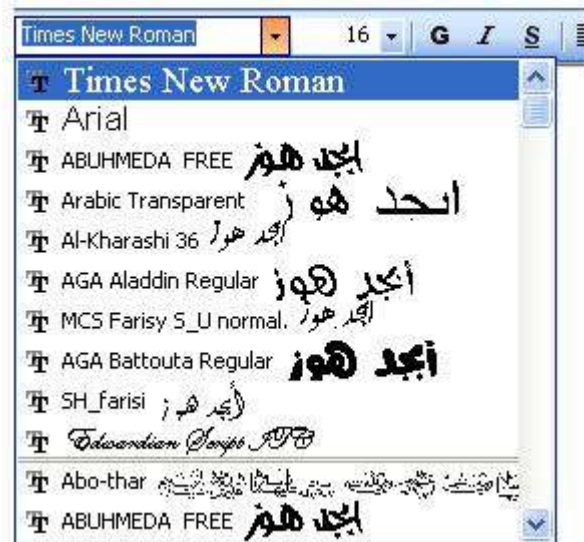 Times New Roman 16 G I S
Times New Roman
Arial
ABUHMEDA FREE أبجد هوز
Arabic Transparent ابجد هوز
Al-Kharashi 36 أبجد هوز
AGA Aladdin Regular أبجد هوز
MCS Farisy S_U normal. أبجد هوز
AGA Battouta Regular أبجد هوز
SH_farisi أبجد هوز
Edwardian Script ITC
Abo-thar
ABUHMEDA FREE أبجد هوز